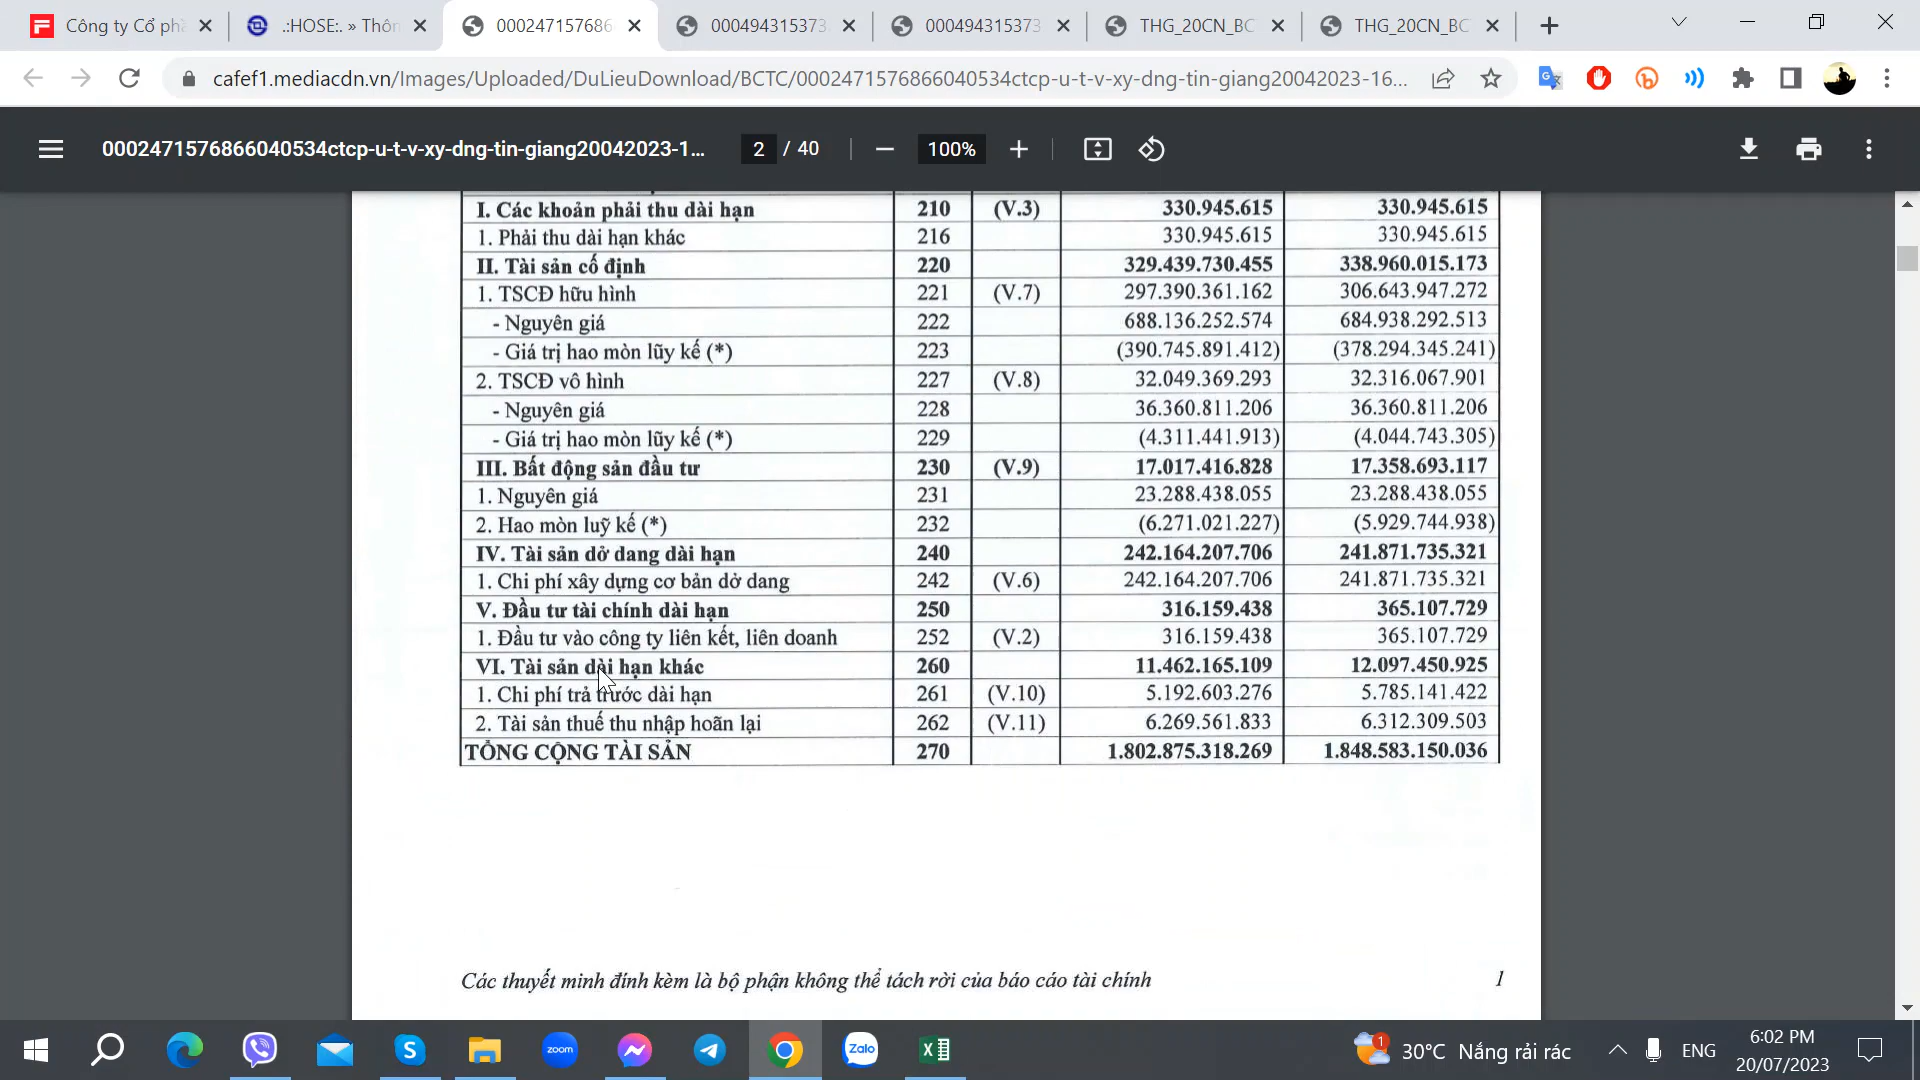 Công ty Cổ ph
.:HOSE:. » Thôn
000247157686
000494315373
000494315373
THG_20CN_BC
THG_20CN_BC
cafef1.mediacdn.vn/Images/Uploaded/DuLieuDownload/BCTC/0002471576866040534ctcp-u-t-v-xy-dng-tin-giang20042023-16...
0002471576866040534ctcp-u-t-v-xy-dng-tin-giang20042023-1...
2 / 40
100%
I. Các khoản phải thu dài hạn 210 (V.3) 330.945.615 330.945.615
1. Phải thu dài hạn khác 216 330.945.615 330.945.615
II. Tài sản cố định 220 329.439.730.455 338.960.015.173
1. TSCĐ hữu hình 221 (V.7) 297.390.361.162 306.643.947.272
- Nguyên giá 222 688.136.252.574 684.938.292.513
- Giá trị hao mòn lũy kế (*) 223 (390.745.891.412) (378.294.345.241)
2. TSCĐ vô hình 227 (V.8) 32.049.369.293 32.316.067.901
- Nguyên giá 228 36.360.811.206 36.360.811.206
- Giá trị hao mòn lũy kế (*) 229 (4.311.441.913) (4.044.743.305)
III. Bất động sản đầu tư 230 (V.9) 17.017.416.828 17.358.693.117
1. Nguyên giá 231 23.288.438.055 23.288.438.055
2. Hao mòn luỹ kế (*) 232 (6.271.021.227) (5.929.744.938)
IV. Tài sản dở dang dài hạn 240 242.164.207.706 241.871.735.321
1. Chi phí xây dựng cơ bản dở dang 242 (V.6) 242.164.207.706 241.871.735.321
V. Đầu tư tài chính dài hạn 250 316.159.438 365.107.729
1. Đầu tư vào công ty liên kết, liên doanh 252 (V.2) 316.159.438 365.107.729
VI. Tài sản dài hạn khác 260 11.462.165.109 12.097.450.925
1. Chi phí trả trước dài hạn 261 (V.10) 5.192.603.276 5.785.141.422
2. Tài sản thuế thu nhập hoãn lại 262 (V.11) 6.269.561.833 6.312.309.503
TỔNG CỘNG TÀI SẢN 270 1.802.875.318.269 1.848.583.150.036
Các thuyết minh đính kèm là bộ phận không thể tách rời của báo cáo tài chính 1
zoom
Zalo
1
30°C Nắng rải rác
ENG
6:02 PM
20/07/2023